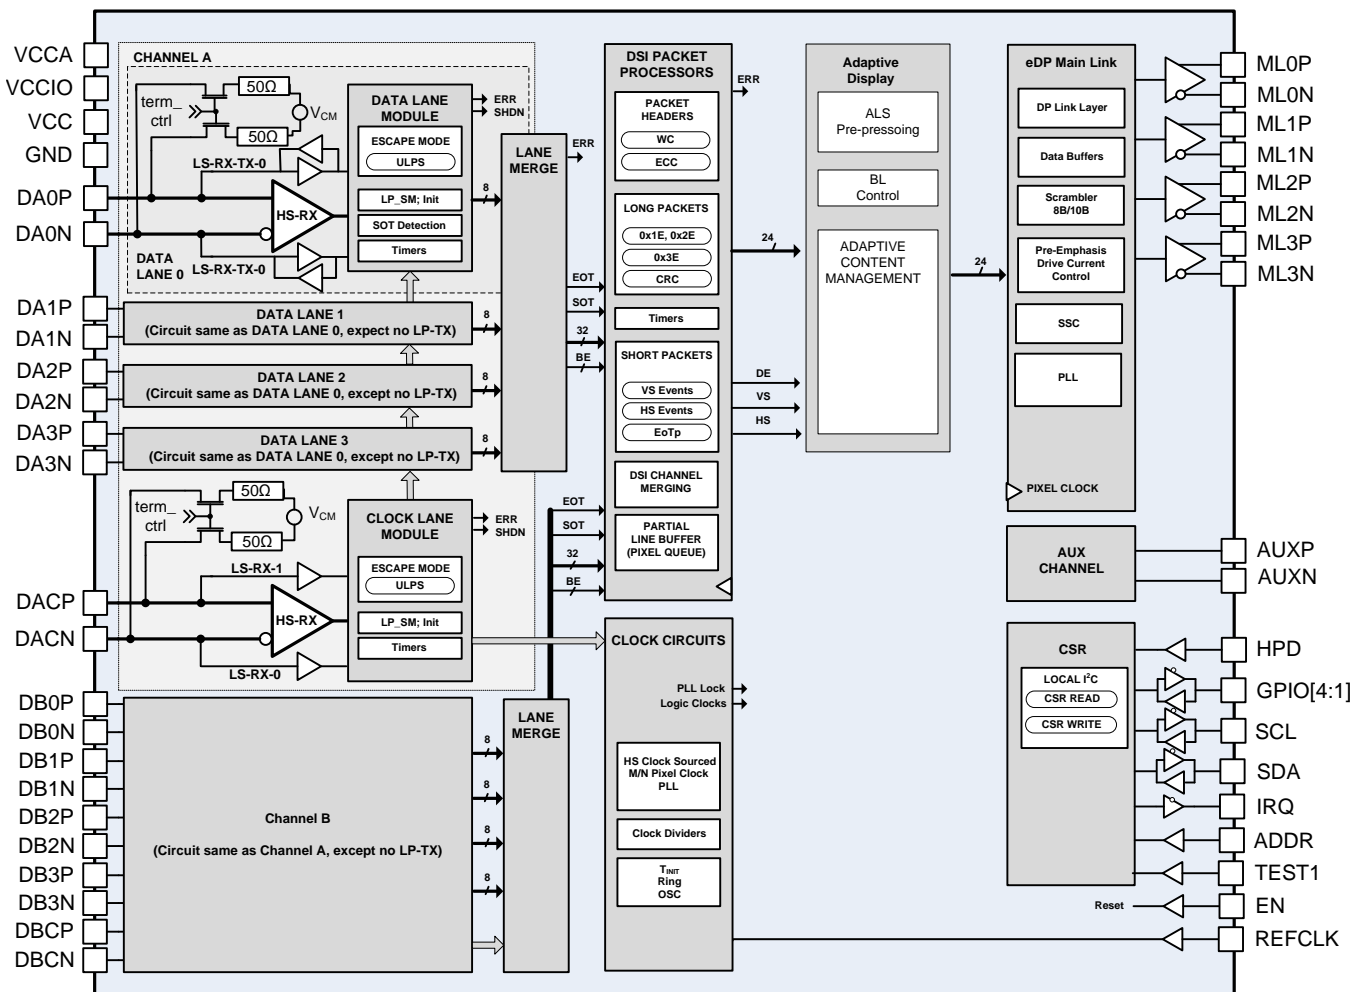 VCCA
VCCIO
VCC
GND
DA0P
DA0N
DA1P
DA1N
DA2P
DA2N
DA3P
DA3N
DACP
DACN
DB0P
DB0N
DB1P
DB1N
DB2P
DB2N
DB3P
DB3N
DBCP
DBCN
CHANNEL A
50Ω
term_
ctrl
VCM
50Ω
LS-RX-TX-0
HS-RX
DATA
LANE 0
LS-RX-TX-0
DATA LANE
MODULE
ESCAPE MODE
ULPS
LP_SM; Init
SOT Detection
Timers
ERR
SHDN
8
DATA LANE 1
(Circuit same as DATA LANE 0, expect no LP-TX)
8
DATA LANE 2
(Circuit same as DATA LANE 0, except no LP-TX)
8
DATA LANE 3
(Circuit same as DATA LANE 0, except no LP-TX)
8
50Ω
term_
ctrl
VCM
50Ω
LS-RX-1
HS-RX
LS-RX-0
CLOCK LANE
MODULE
ESCAPE MODE
ULPS
LP_SM; Init
Timers
ERR
SHDN
Channel B
(Circuit same as Channel A, except no LP-TX)
8
8
8
8
LANE
MERGE
ERR
EOT
SOT
32
BE
LANE
MERGE
EOT
SOT
32
BE
DSI PACKET
PROCESSORS
PACKET
HEADERS
WC
ECC
LONG PACKETS
0x1E, 0x2E
0x3E
CRC
Timers
SHORT PACKETS
VS Events
HS Events
EoTp
DSI CHANNEL
MERGING
PARTIAL
LINE BUFFER
(PIXEL QUEUE)
ERR
24
DE
VS
HS
CLOCK CIRCUITS
PLL Lock
Logic Clocks
HS Clock Sourced
M/N Pixel Clock
PLL
Clock Dividers
TINIT
Ring
OSC
Adaptive
Display
ALS
Pre-pressoing
BL
Control
ADAPTIVE
CONTENT
MANAGEMENT
24
eDP Main Link
DP Link Layer
Data Buffers
Scrambler
8B/10B
Pre-Emphasis
Drive Current
Control
SSC
PLL
PIXEL CLOCK
AUX
CHANNEL
CSR
LOCAL I²C
CSR READ
CSR WRITE
Reset
ML0P
ML0N
ML1P
ML1N
ML2P
ML2N
ML3P
ML3N
AUXP
AUXN
HPD
GPIO[4:1]
SCL
SDA
IRQ
ADDR
TEST1
EN
REFCLK